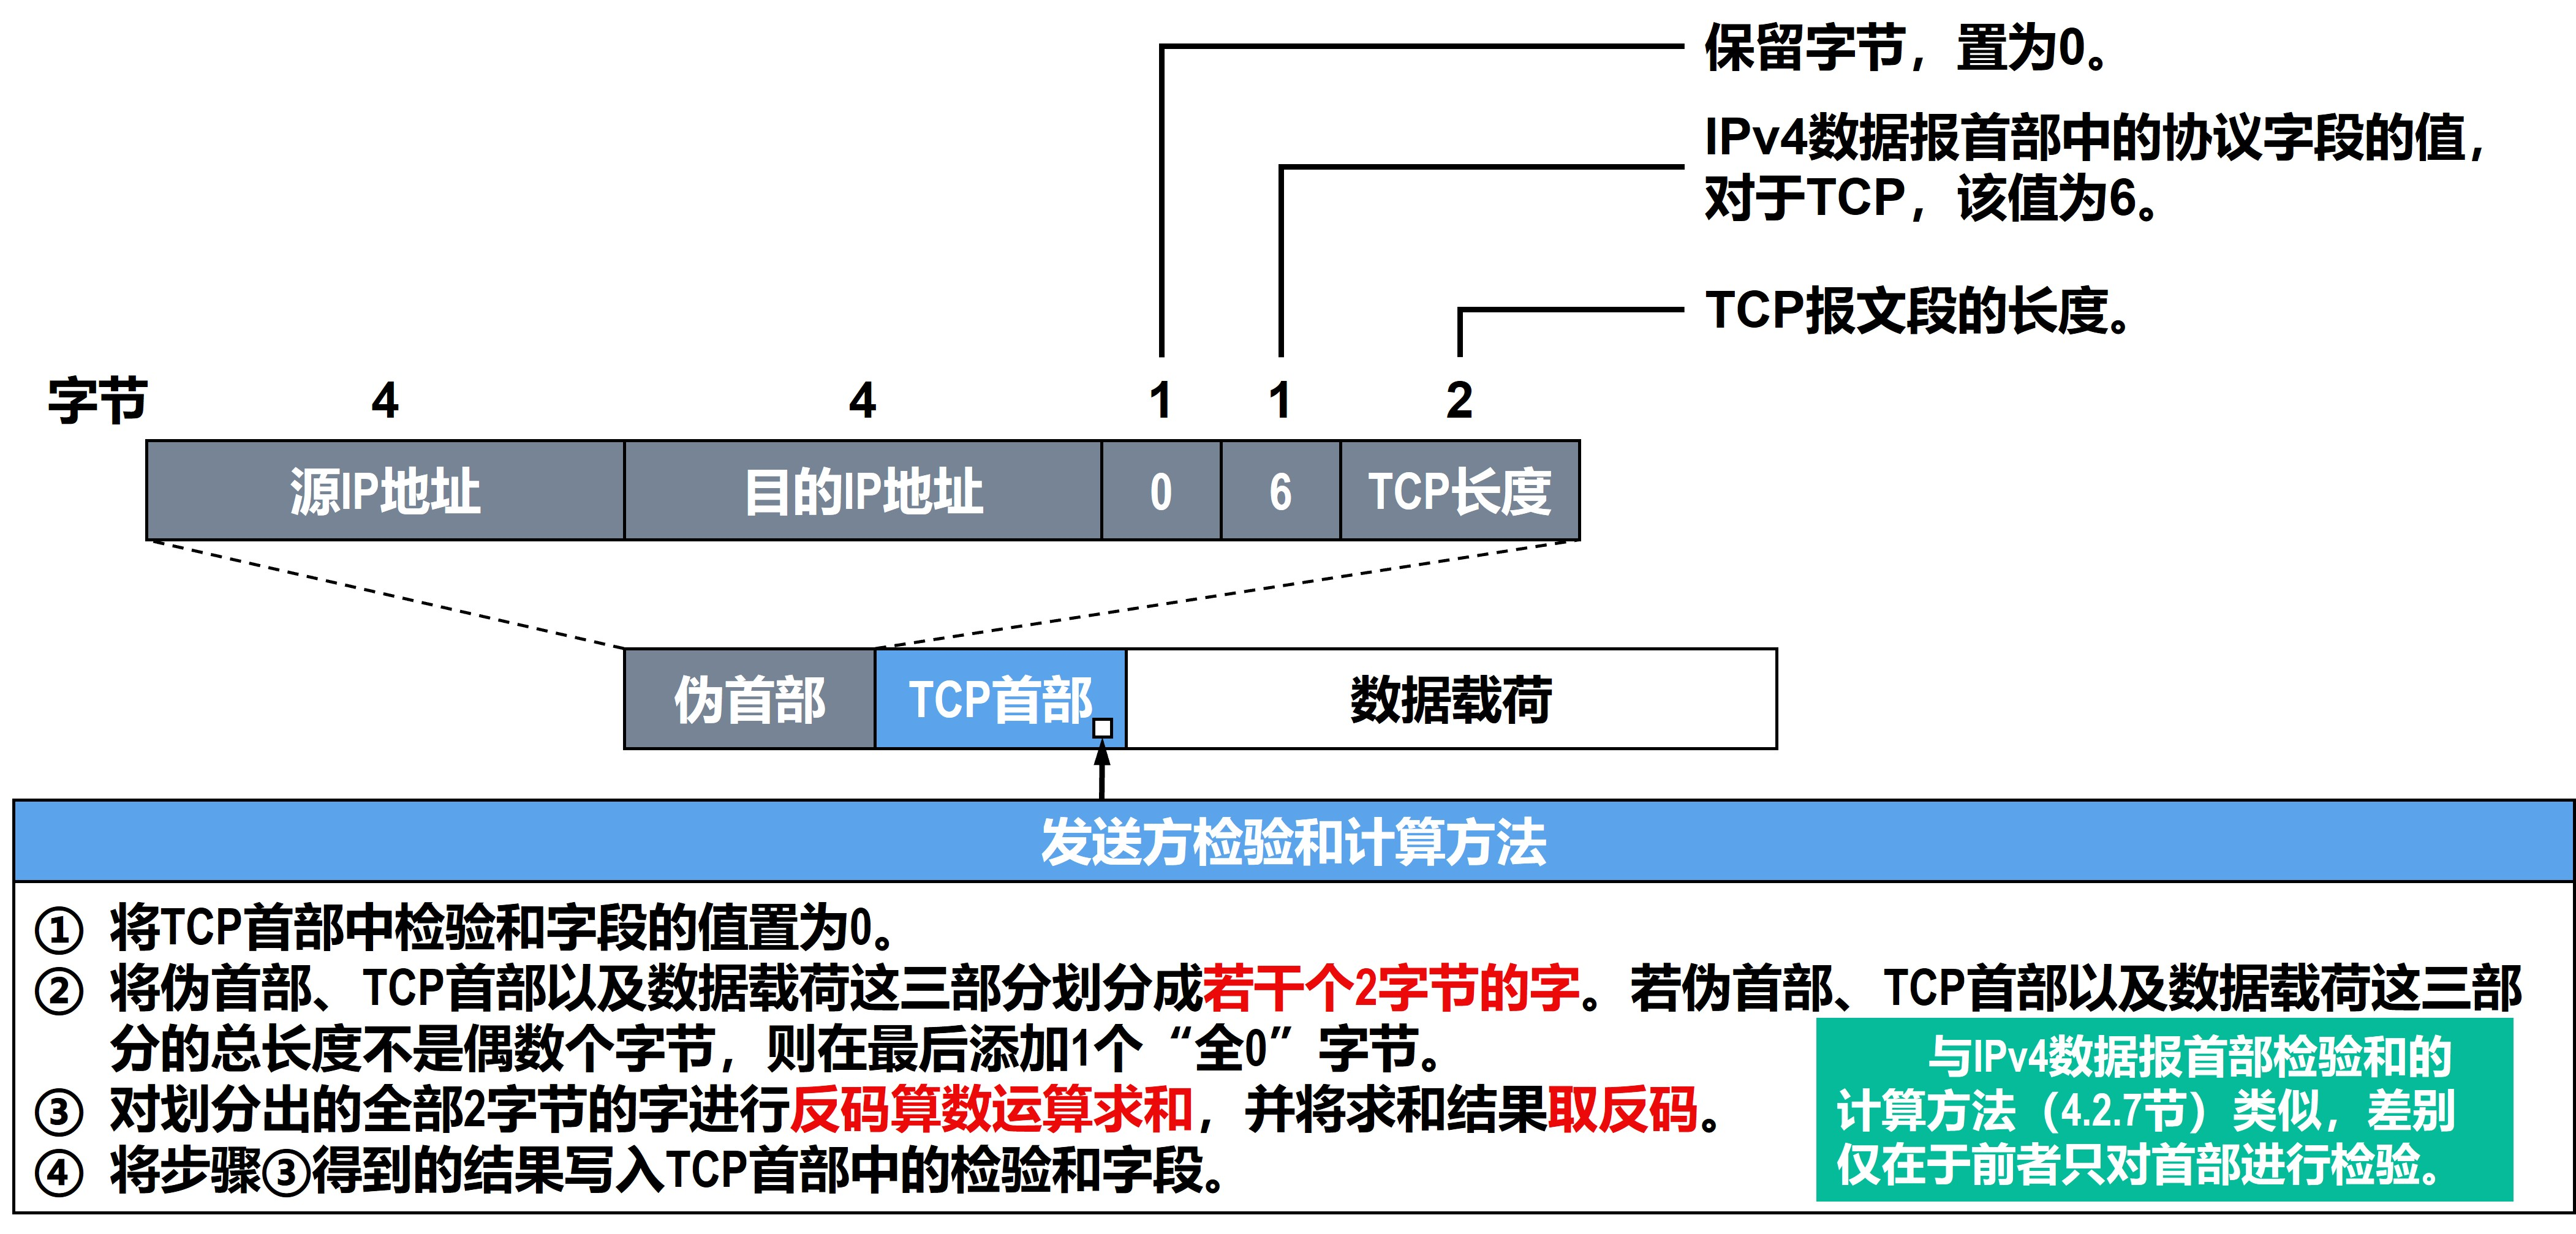 保留字节，置为0。
IPv4数据报首部中的协议字段的值，
对于TCP，该值为6。
TCP报文段的长度。
字节 4 4 1 1 2
源IP地址 目的IP地址 0 6 TCP长度
伪首部 TCP首部 数据载荷
发送方检验和计算方法
① 将TCP首部中检验和字段的值置为0。
② 将伪首部、TCP首部以及数据载荷这三部分划分成若干个2字节的字。若伪首部、TCP首部以及数据载荷这三部
分的总长度不是偶数个字节，则在最后添加1个“全0”字节。
③ 对划分出的全部2字节的字进行反码算数运算求和，并将求和结果取反码。
④ 将步骤③得到的结果写入TCP首部中的检验和字段。
与IPv4数据报首部检验和的
计算方法（4.2.7节）类似，差别
仅在于前者只对首部进行检验。